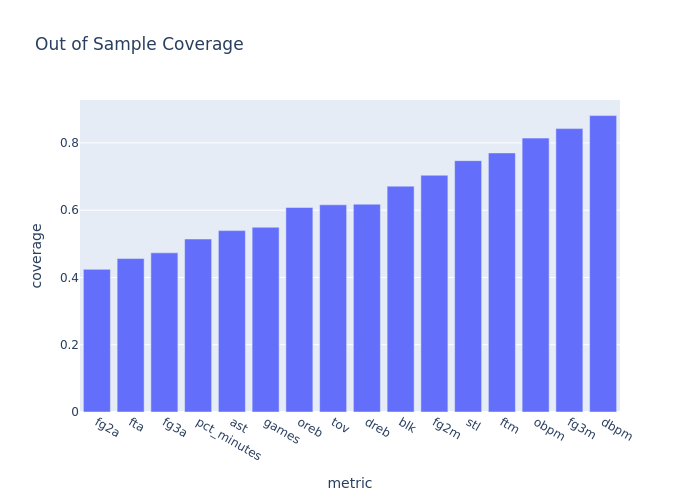 Out of Sample Coverage
coverage
0.8
0.6
0.4
0.2
0
fg2a
fta
fg3a
pct_minutes
ast
games
oreb
tov
dreb
blk
fg2m
stl
ftm
obpm
fg3m
dbpm
metric